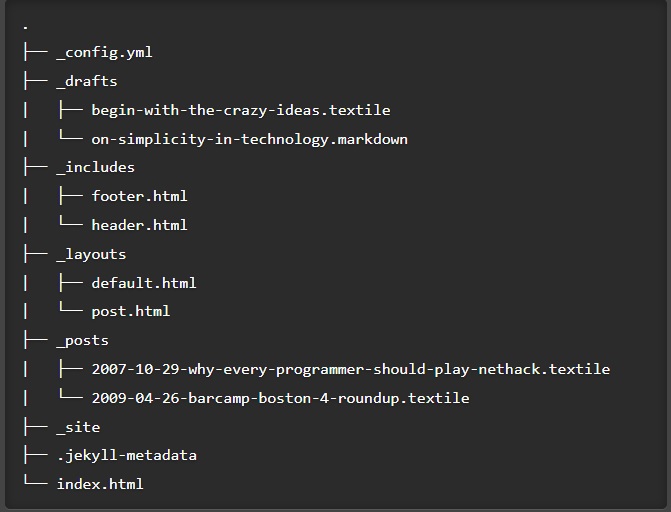 .
├── _config.yml
├── _drafts
|   ├── begin-with-the-crazy-ideas.textile
|   └── on-simplicity-in-technology.markdown
├── _includes
|   ├── footer.html
|   └── header.html
├── _layouts
|   ├── default.html
|   └── post.html
├── _posts
|   ├── 2007-10-29-why-every-programmer-should-play-nethack.textile
|   └── 2009-04-26-barcamp-boston-4-roundup.textile
├── _site
├── .jekyll-metadata
└── index.html